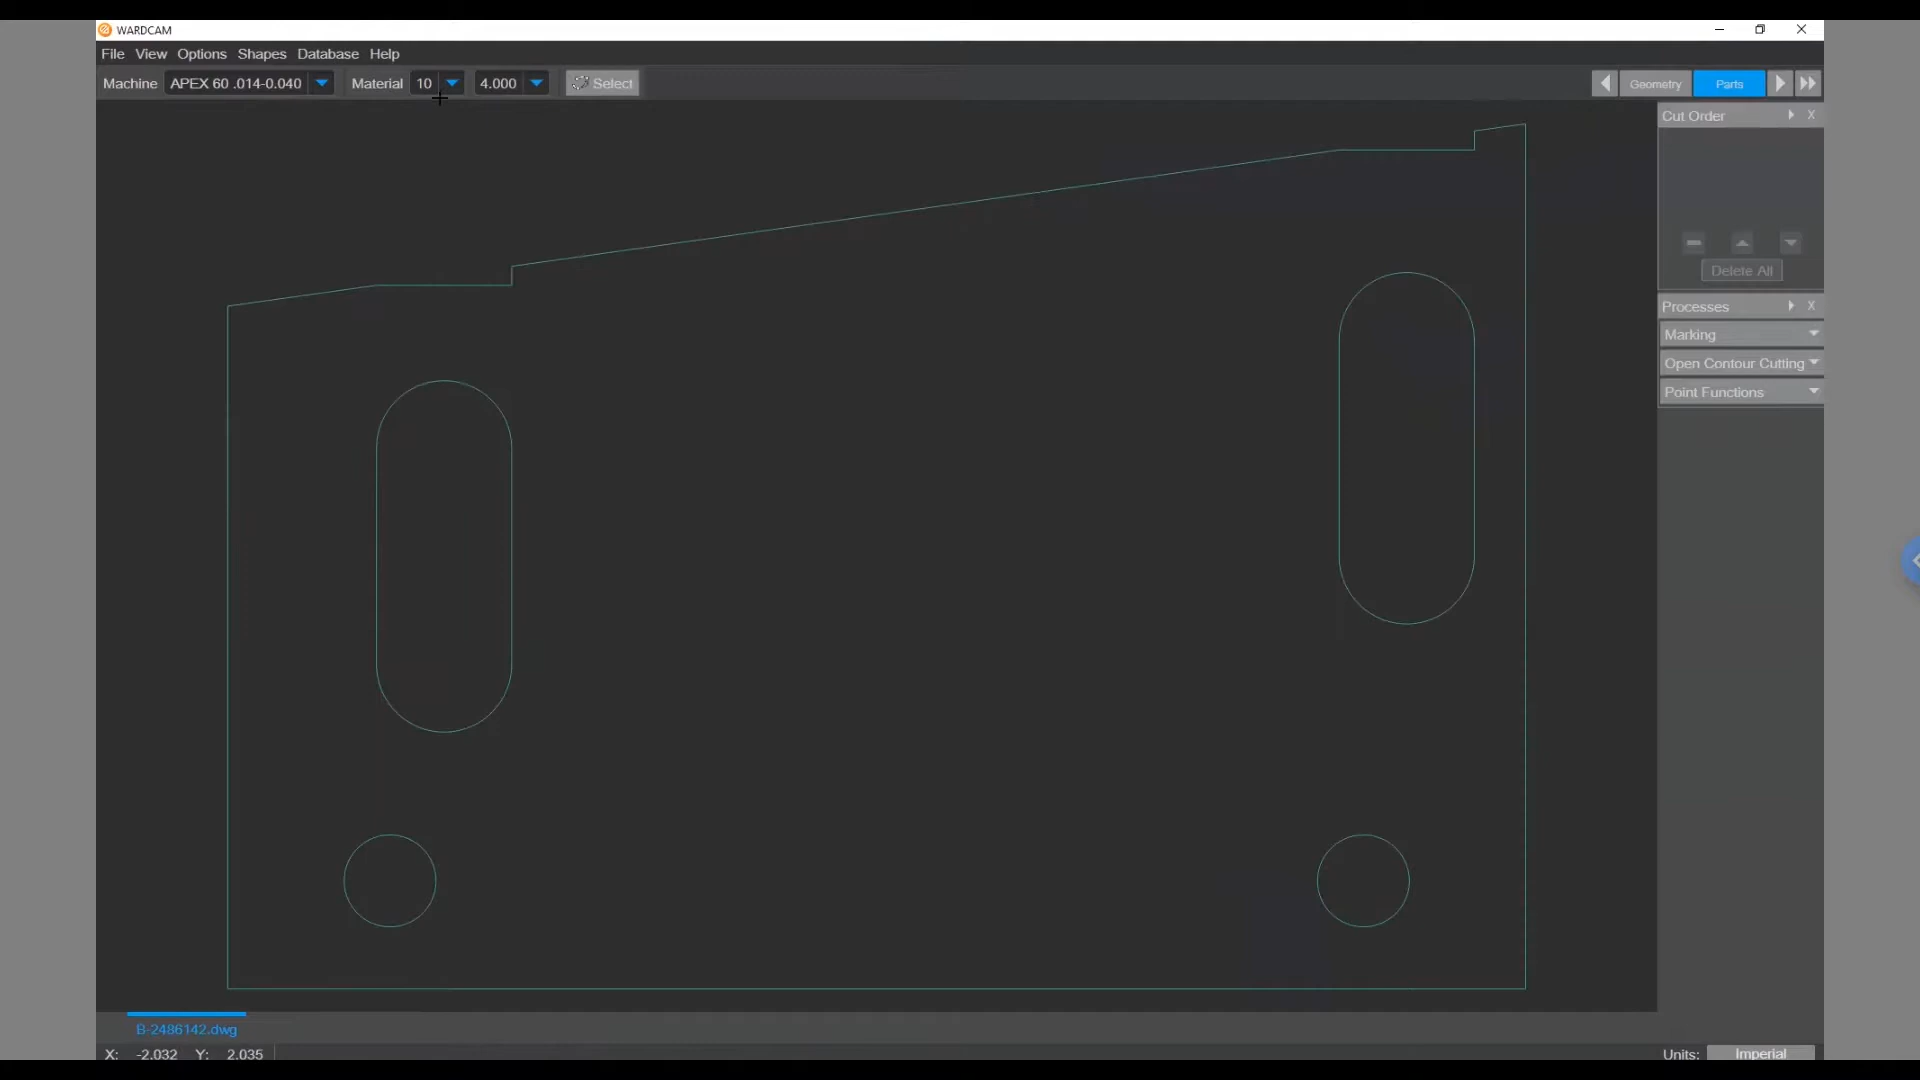 WARDCAM
File View Options Shapes Database Help
Machine APEX 60 .014-0.040 Material 10 4.000 Select Geometry Parts
Cut Order X
Delete All
Processes X
Marking
Open Contour Cutting
Point Functions
B-2486142.dwg
X: -2.032 Y: 2.035 Units: Imperial